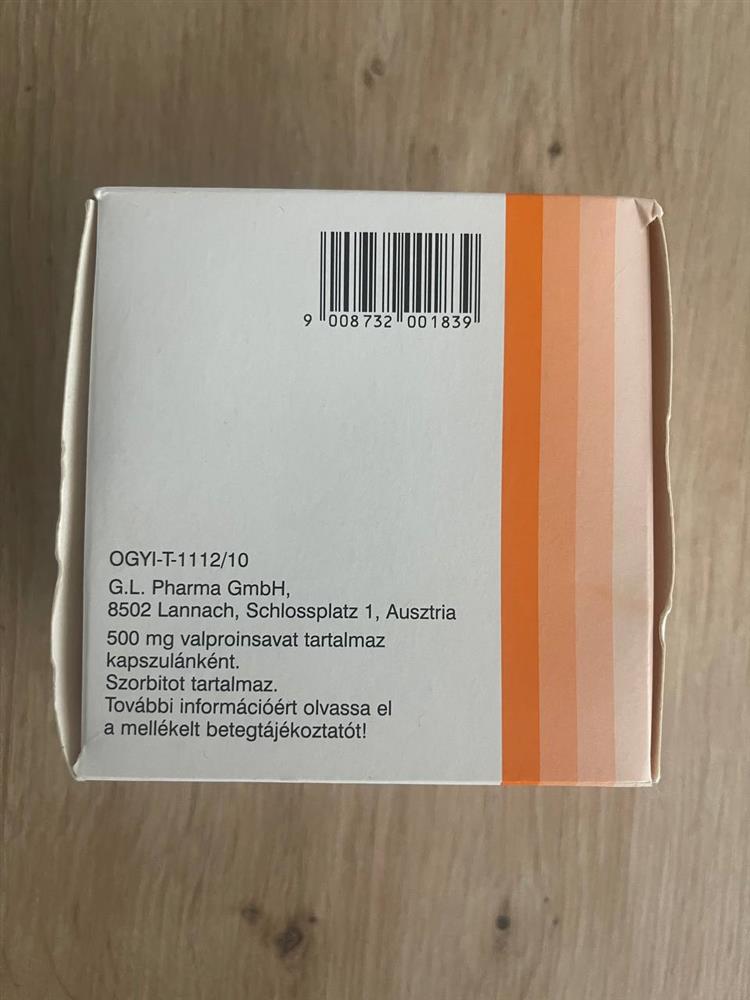 9 008732 001839
OGYI-T-1112/10
G.L. Pharma GmbH,
8502 Lannach, Schlossplatz 1, Ausztria
500 mg valproinsavat tartalmaz
kapszulánként.
Szorbitot tartalmaz.
További információért olvassa el
a mellékelt betegtájékoztatót!